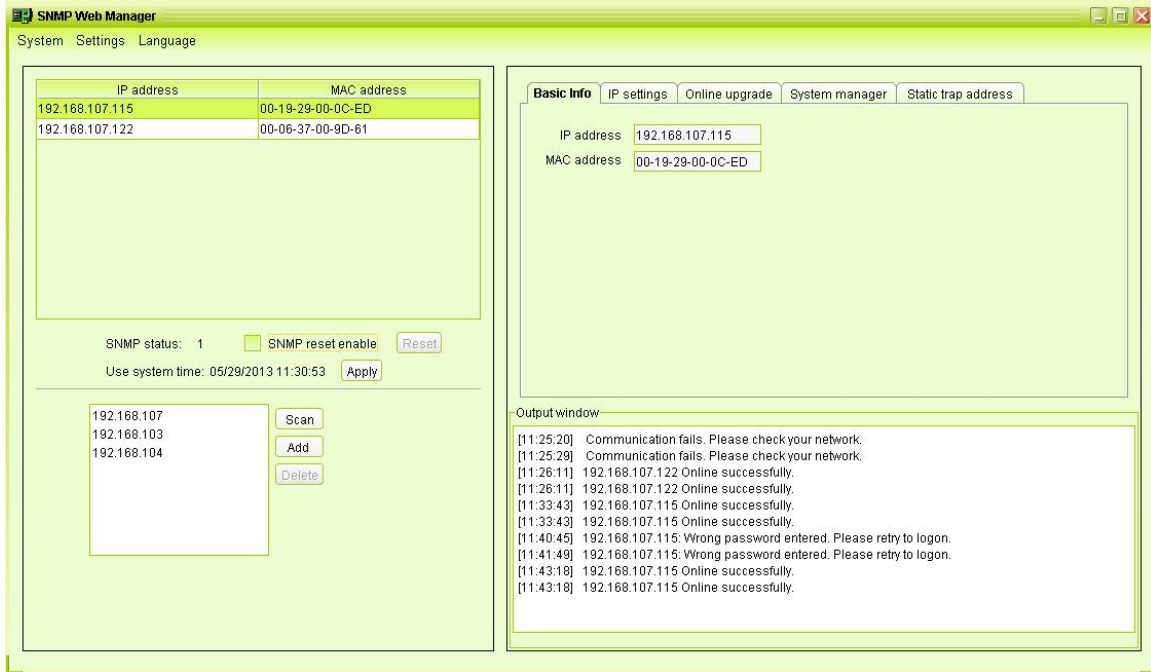 SNMP Web Manager
System Settings Language
IP address MAC address
192.168.107.115 00-19-29-00-0C-ED
192.168.107.122 00-06-37-00-9D-61
SNMP status: 1 SNMP reset enable Reset
Use system time: 05/29/2013 11:30:53 Apply
192.168.107
192.168.103
192.168.104
Scan
Add
Delete
Basic Info IP settings Online upgrade System manager Static trap address
IP address 192.168.107.115
MAC address 00-19-29-00-0C-ED
Output window
[11:25:20] Communication fails. Please check your network.
[11:25:29] Communication fails. Please check your network.
[11:26:11] 192.168.107.122 Online successfully.
[11:26:11] 192.168.107.122 Online successfully.
[11:33:43] 192.168.107.115 Online successfully.
[11:33:43] 192.168.107.115 Online successfully.
[11:40:45] 192.168.107.115: Wrong password entered. Please retry to logon.
[11:41:49] 192.168.107.115: Wrong password entered. Please retry to logon.
[11:43:18] 192.168.107.115 Online successfully.
[11:43:18] 192.168.107.115 Online successfully.